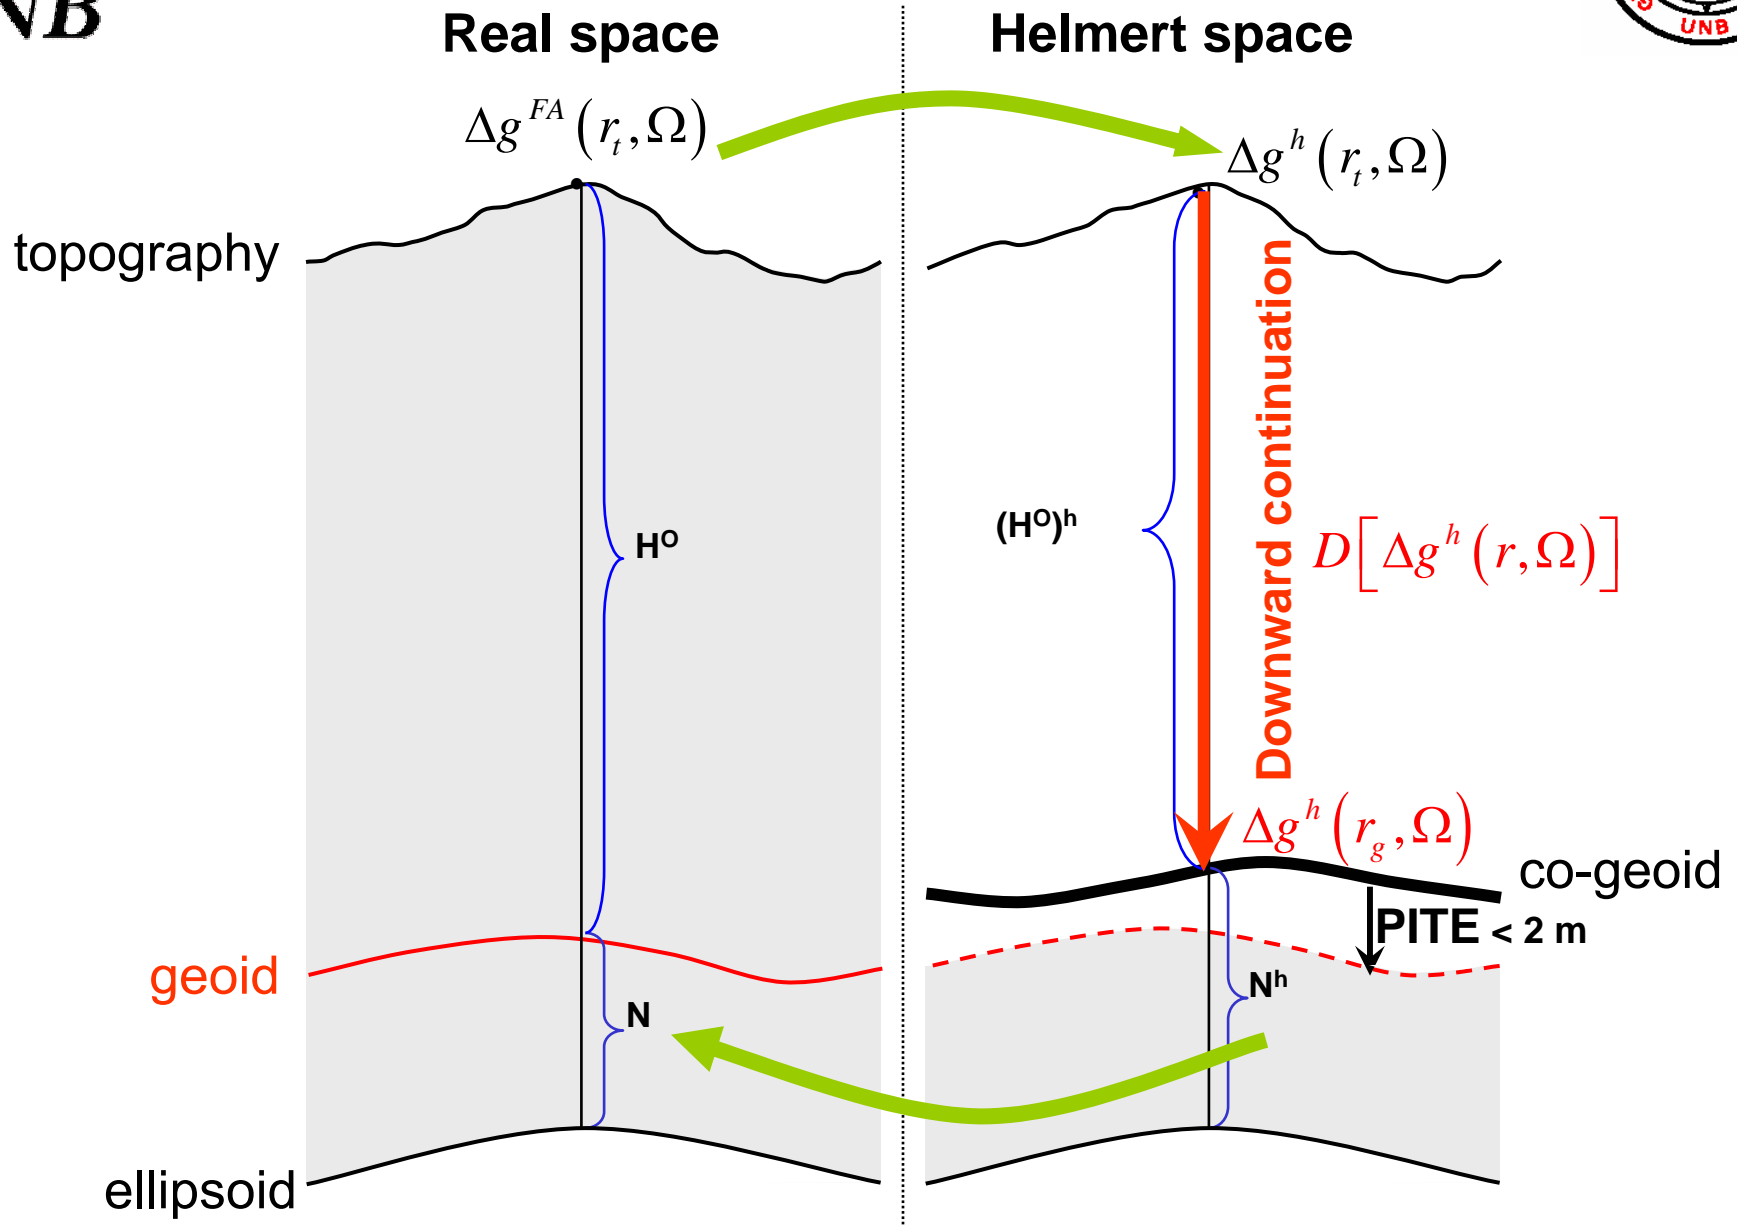 NB
Real space
Helmert space
UNB
Δg^FA (r_t, Ω)
Δg^h (r_t, Ω)
topography
Downward continuation
H^O
(H^O)^h
D[Δg^h (r, Ω)]
Δg^h (r_g, Ω)
co-geoid
PITE < 2 m
geoid
N^h
N
ellipsoid